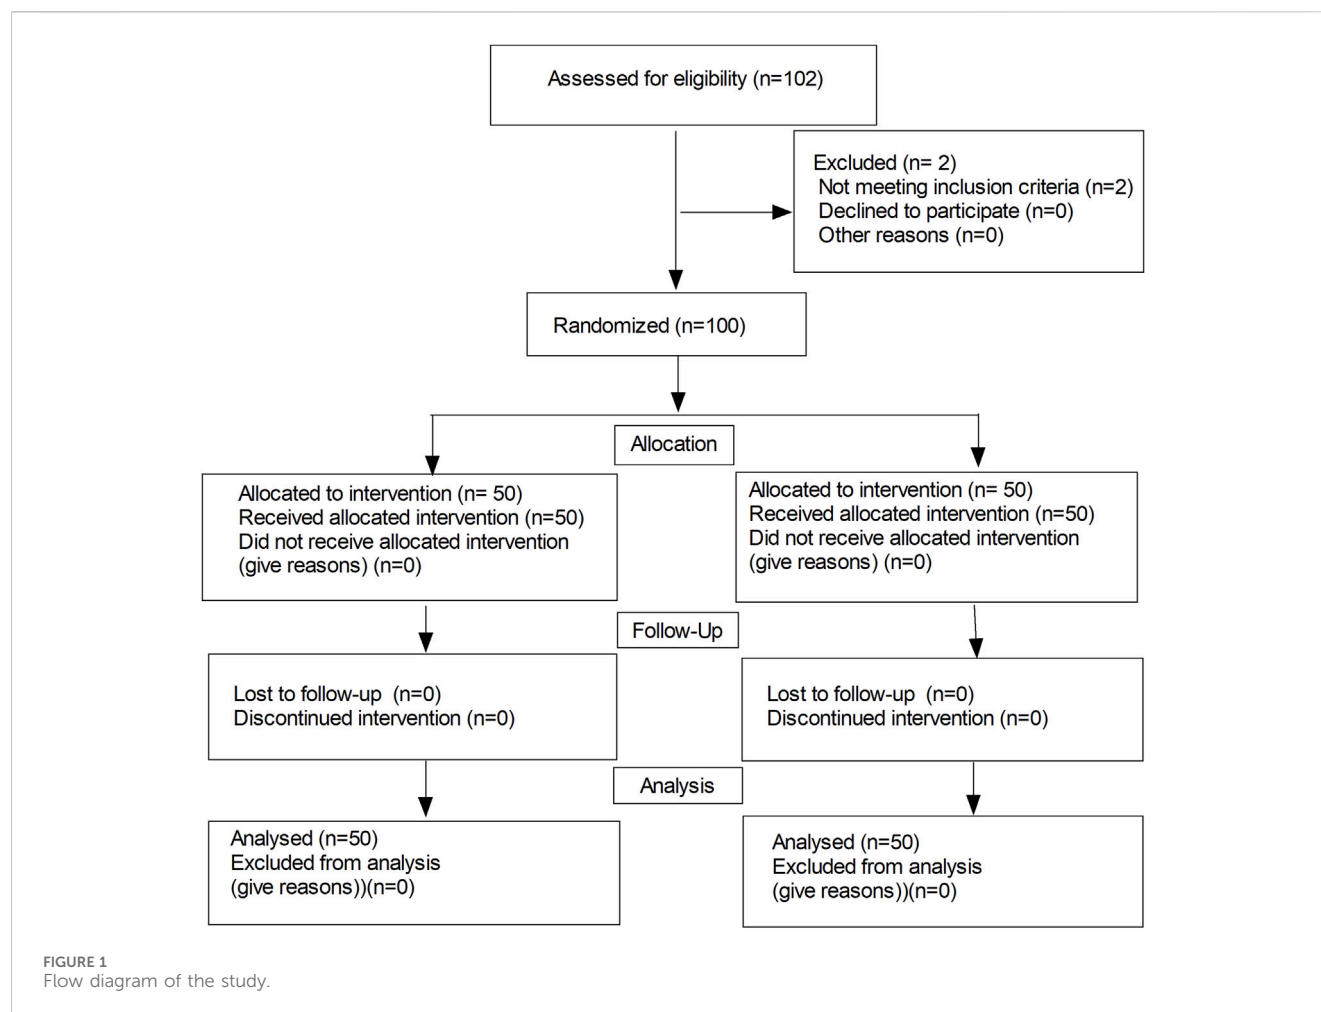 Assessed for eligibility (n=102)
Excluded (n= 2)
Not meeting inclusion criteria (n=2)
Declined to participate (n=0)
Other reasons (n=0)
Randomized (n=100)
Allocation
Allocated to intervention (n= 50)
Received allocated intervention (n=50)
Did not receive allocated intervention
(give reasons) (n=0)
Allocated to intervention (n= 50)
Received allocated intervention (n=50)
Did not receive allocated intervention
(give reasons) (n=0)
Follow-Up
Lost to follow-up  (n=0)
Discontinued intervention (n=0)
Lost to follow-up  (n=0)
Discontinued intervention (n=0)
Analysis
Analysed (n=50)
Excluded from analysis
(give reasons))(n=0)
Analysed (n=50)
Excluded from analysis
(give reasons))(n=0)
FIGURE 1
Flow diagram of the study.